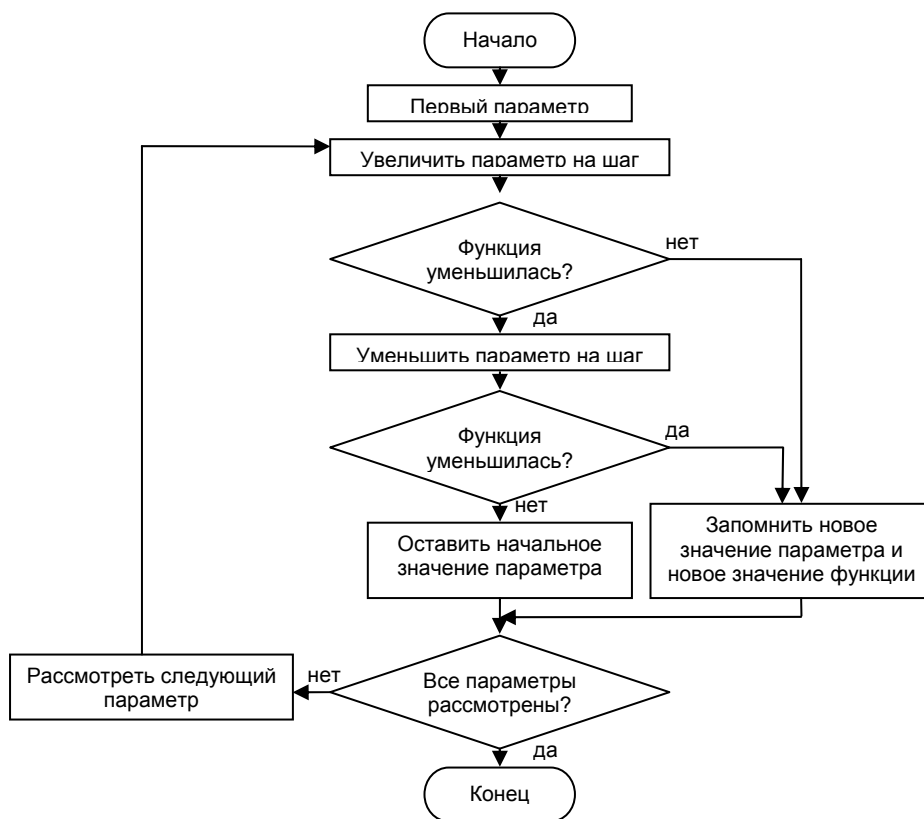 Начало
Первый параметр
Увеличить параметр на шаг
Функция
уменьшилась?
нет
да
Уменьшить параметр на шаг
Функция
уменьшилась?
да
нет
Оставить начальное
значение параметра
Запомнить новое
значение параметра и
новое значение функции
Рассмотреть следующий
параметр
нет
Все параметры
рассмотрены?
да
Конец